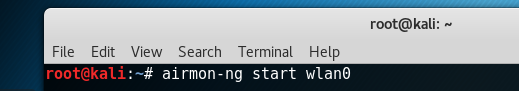 root@kali: ~
File Edit View Search Terminal Help
root@kali:~# airmon-ng start wlan0